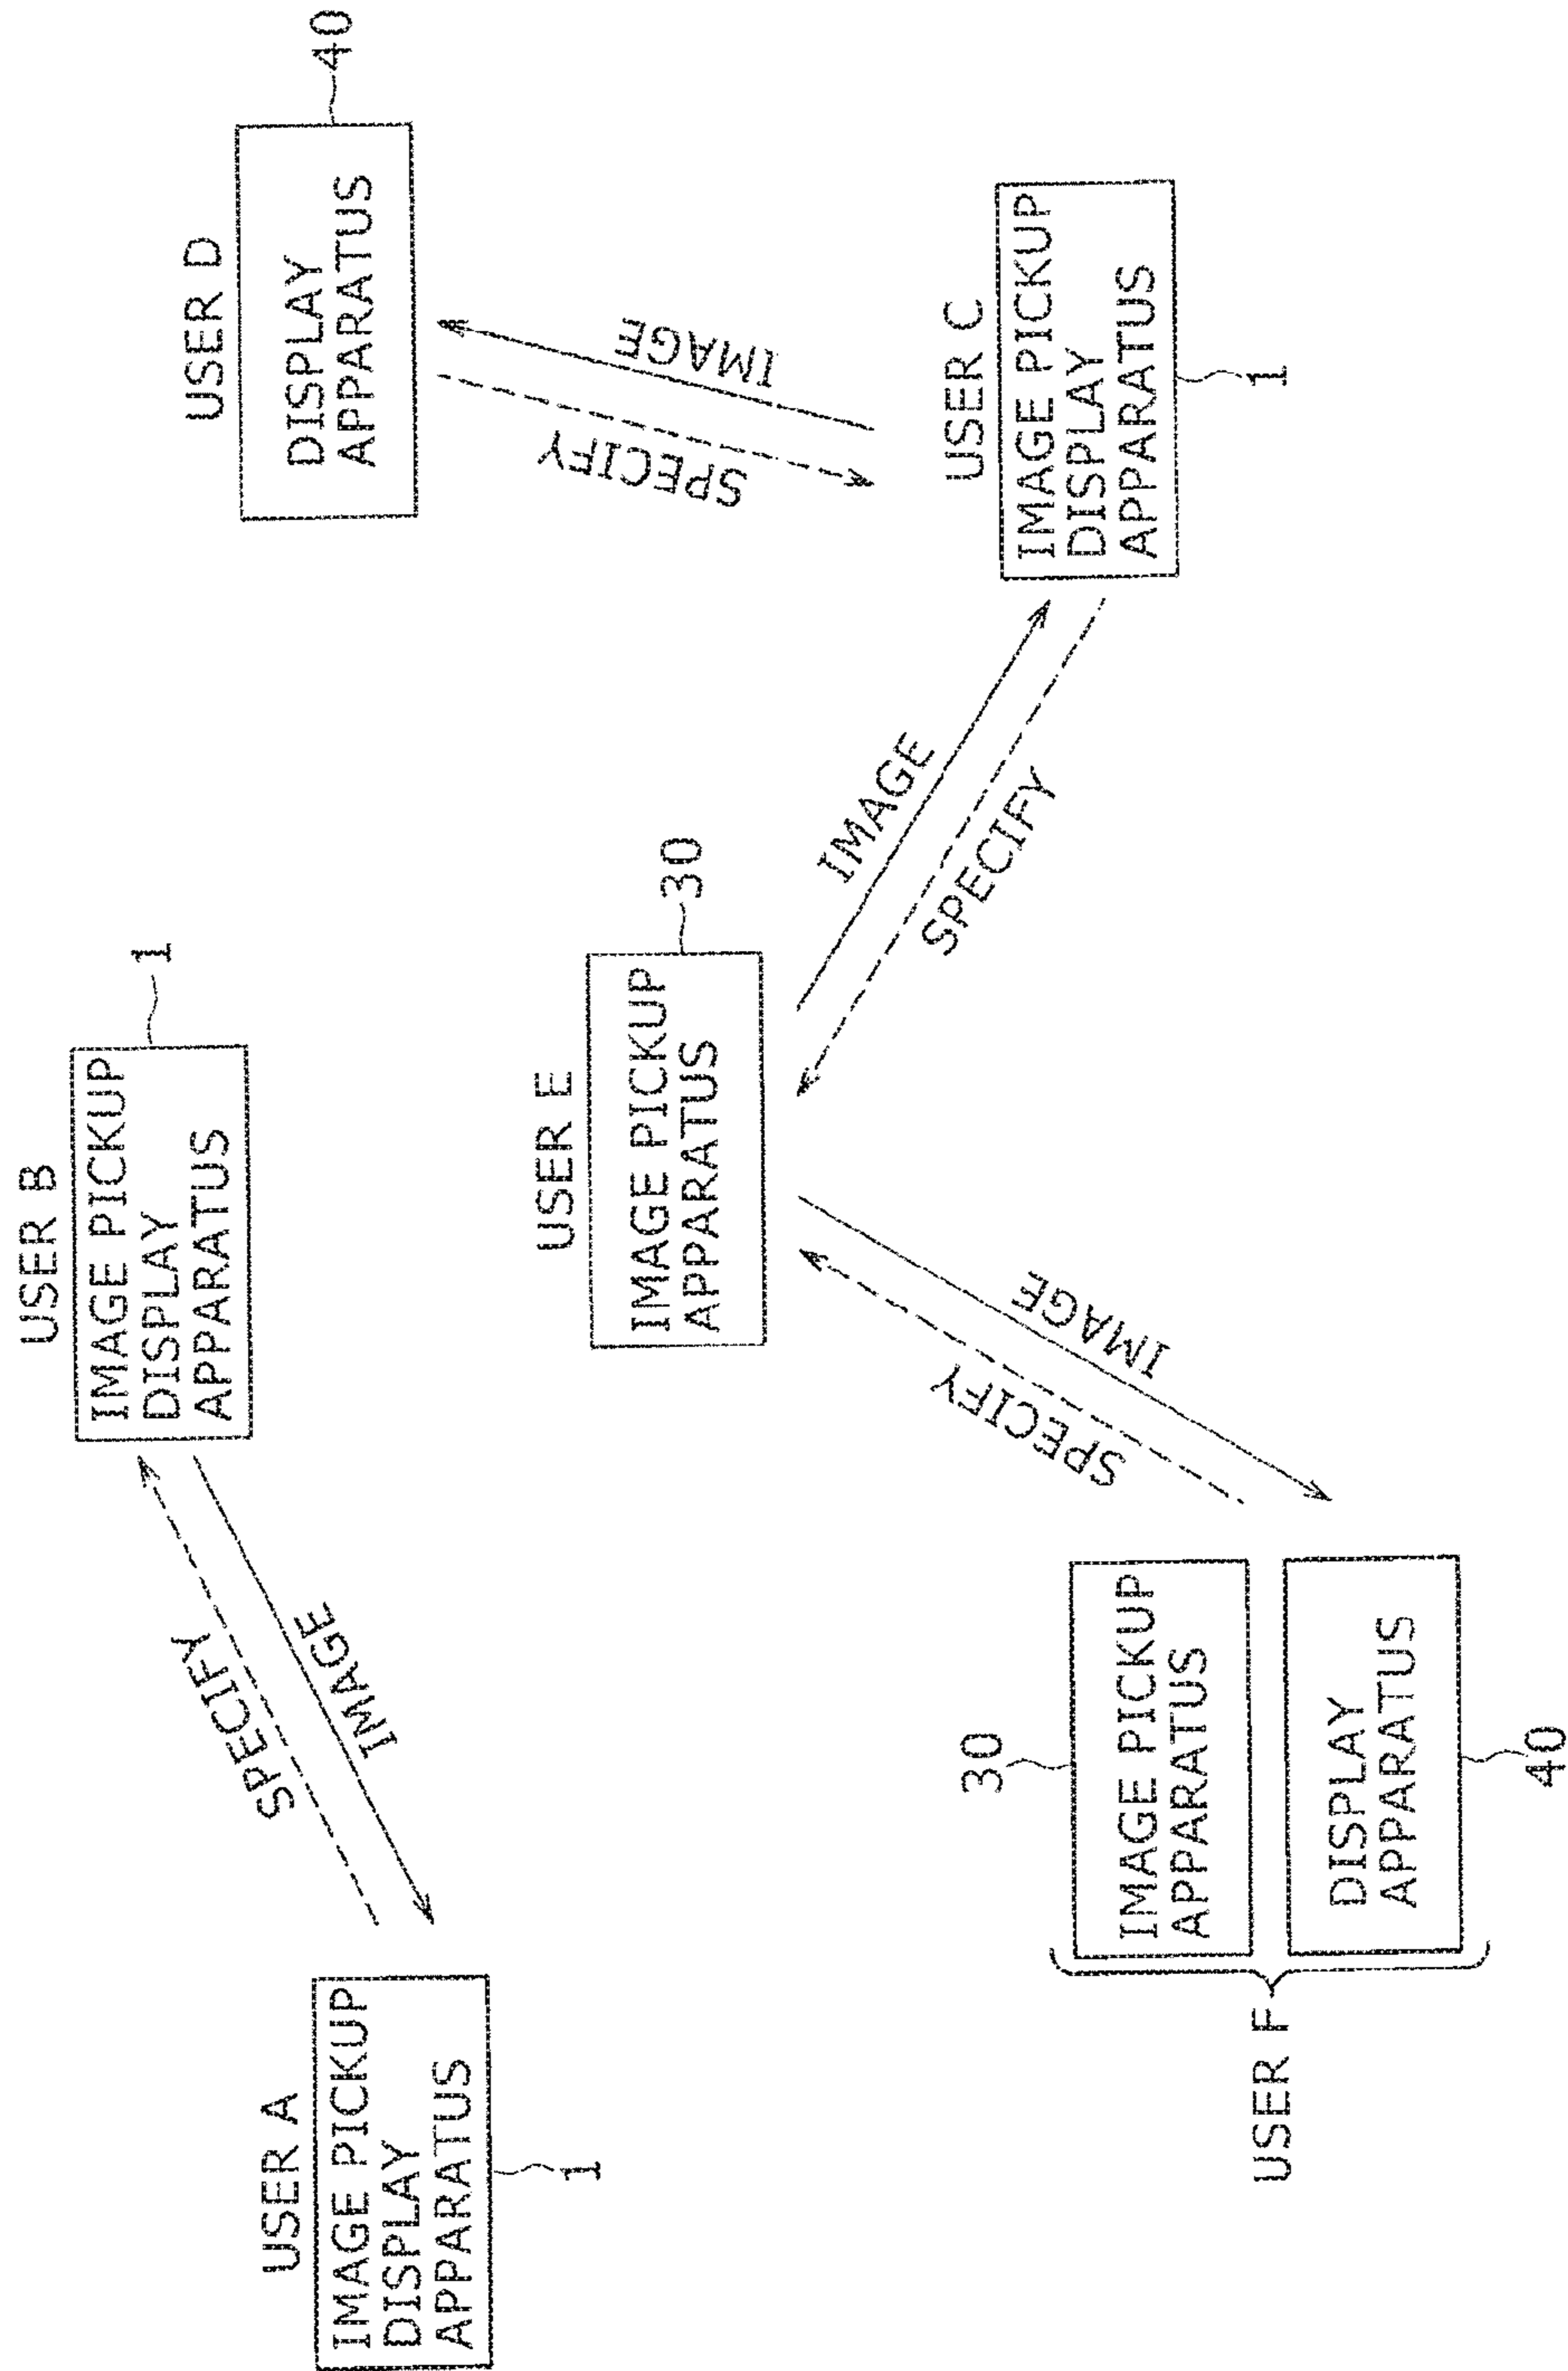 USER A
IMAGE PICKUP
DISPLAY
APPARATUS
1
SPECIFY
IMAGE
USER B
IMAGE PICKUP
DISPLAY
APPARATUS
1
USER E
IMAGE PICKUP
APPARATUS
30
USER D
DISPLAY
APPARATUS
40
SPECIFY
IMAGE
IMAGE
SPECIFY
USER C
IMAGE PICKUP
DISPLAY
APPARATUS
1
SPECIFY
IMAGE
USER F
30
IMAGE PICKUP
APPARATUS
DISPLAY
APPARATUS
40